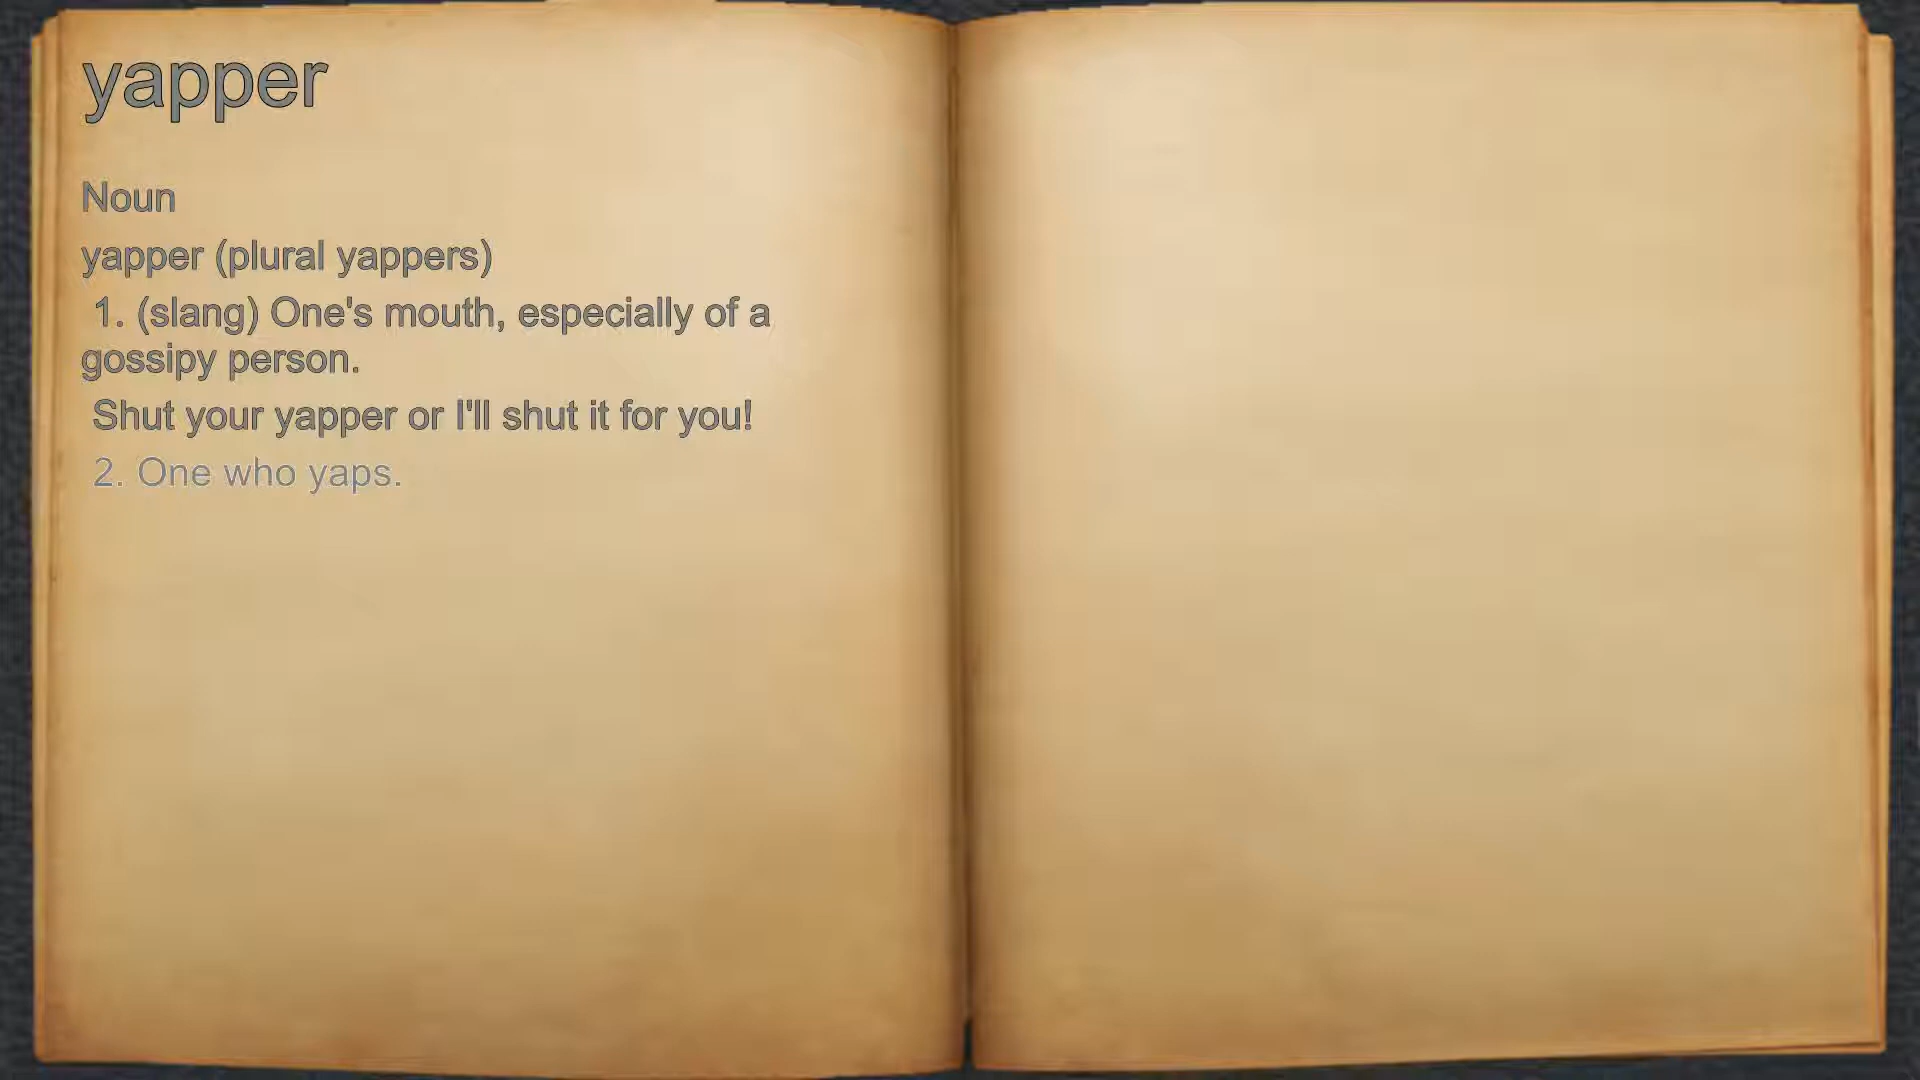 yapper
Noun
yapper (plural yappers)
1. (slang) One's mouth, especially of a
gossipy person.
Shut your yapper or I'll shut it for you!
2. One who yaps.